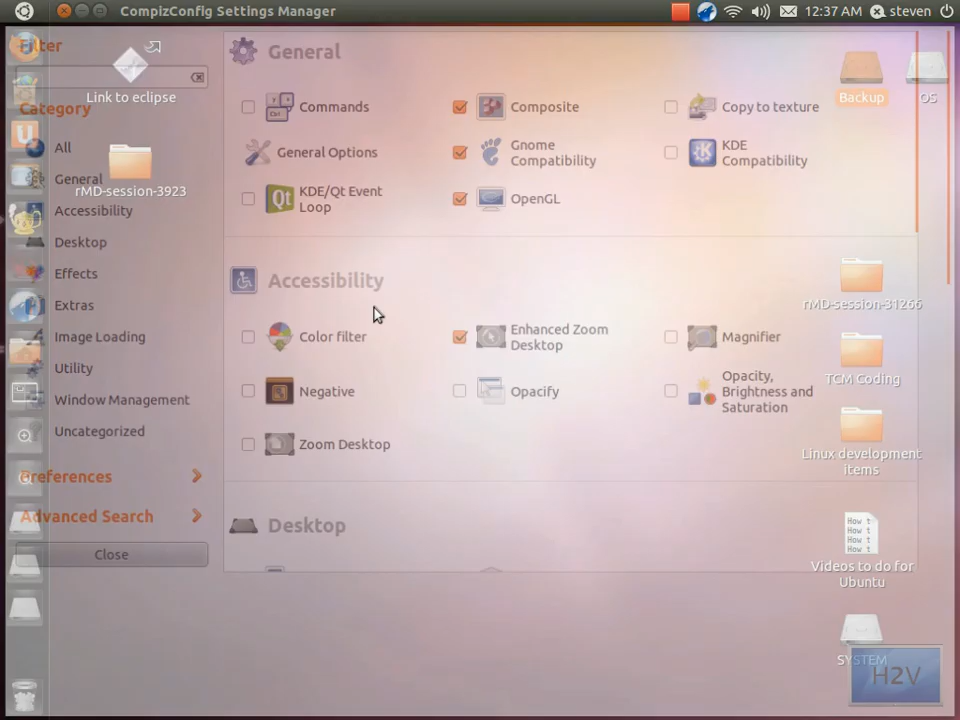 CompizConfig Settings Manager
12:37 AM
steven
Filter
Category
All
General
Accessibility
Desktop
Effects
Extras
Image Loading
Utility
Window Management
Uncategorized
Preferences
Advanced Search
Close
Link to eclipse
rMD-session-3923
General
Commands
Composite
Copy to texture
General Options
Gnome
Compatibility
KDE
Compatibility
KDE/Qt Event
Loop
OpenGL
Accessibility
Color filter
Enhanced Zoom
Desktop
Magnifier
Negative
Opacify
Opacity,
Brightness and
Saturation
Zoom Desktop
Desktop
Backup
OS
rMD-session-31266
TCM Coding
Linux development
items
How t
How t
How t
How t
Videos to do for
Ubuntu
SYSTEM
H2V